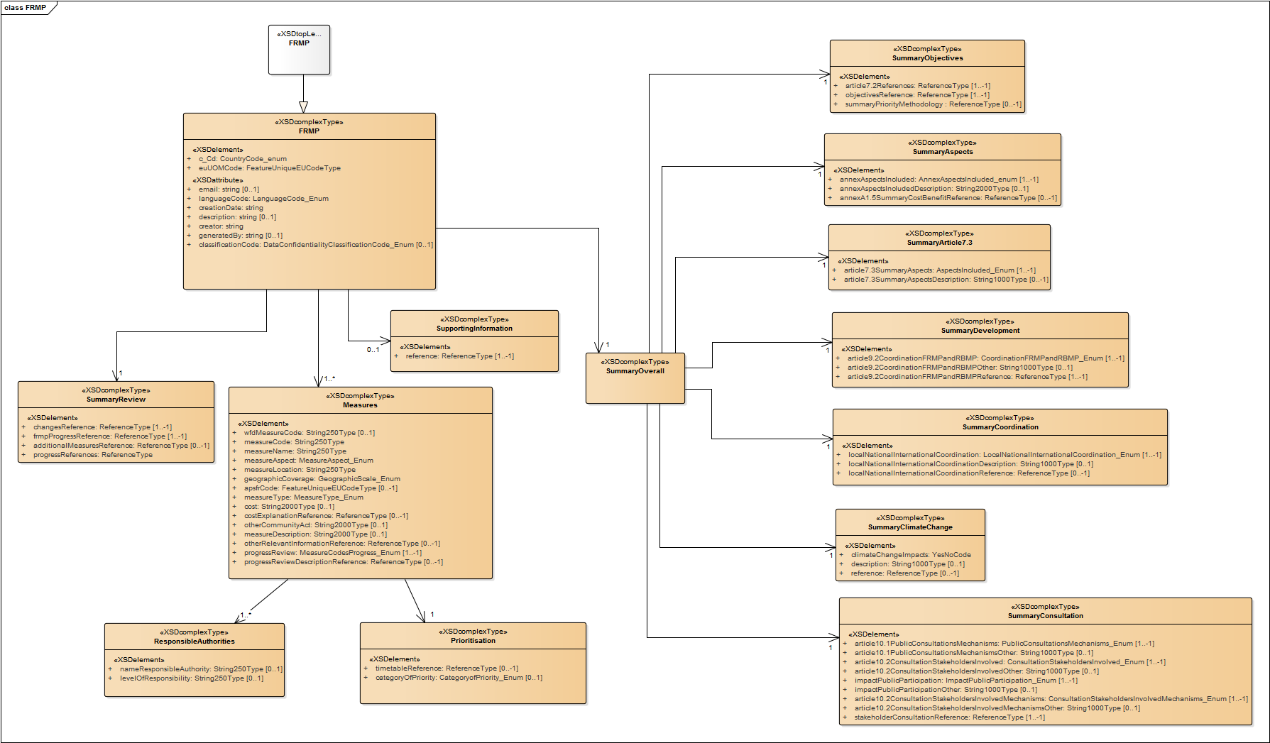 class FRMP
«XSDtopLe...
FRMP
«XSDcomplexType»
FRMP
«XSDelement»
+ c_Cd: CountryCode_enum
+ euUOMCode: FeatureUniqueEUCodeType
«XSDattribute»
+ email: string [0..1]
+ languageCode: LanguageCode_Enum
+ creationDate: string
+ description: string [0..1]
+ creator: string
+ generatedBy: string [0..1]
+ classificationCode: DataConfidentialityClassificationCode_Enum [0..1]
«XSDcomplexType»
SupportingInformation
«XSDelement»
+ reference: ReferenceType [1..-1]
0..1
1
«XSDcomplexType»
SummaryReview
«XSDelement»
+ changesReference: ReferenceType [1..-1]
+ frmpProgressReference: ReferenceType [1..-1]
+ additionalMeasuresReference: ReferenceType [0..-1]
+ progressReferences: ReferenceType
1..*
«XSDcomplexType»
Measures
«XSDelement»
+ wfdMeasureCode: String250Type [0..1]
+ measureCode: String250Type
+ measureName: String250Type
+ measureAspect: MeasureAspect_Enum
+ measureLocation: String250Type
+ geographicCoverage: GeographicScale_Enum
+ apsfrCode: FeatureUniqueEUCodeType [0..-1]
+ measureType: MeasureType_Enum
+ cost: String2000Type [0..1]
+ costExplanationReference: ReferenceType [0..-1]
+ otherCommunityAct: String2000Type [0..1]
+ measureDescription: String2000Type [0..1]
+ otherRelevantInformationReference: ReferenceType [0..-1]
+ progressReview: MeasureCodesProgress_Enum [1..-1]
+ progressReviewDescriptionReference: ReferenceType [0..-1]
1..*
«XSDcomplexType»
ResponsibleAuthorities
«XSDelement»
+ nameResponsibleAuthority: String250Type [0..1]
+ levelOfResponsibility: String250Type [0..1]
1
«XSDcomplexType»
Prioritisation
«XSDelement»
+ timetableReference: ReferenceType [0..-1]
+ categoryOfPriority: CategoryofPriority_Enum [0..1]
1
«XSDcomplexType»
SummaryOverall
1
«XSDcomplexType»
SummaryObjectives
«XSDelement»
+ article7.2References: ReferenceType [1..-1]
+ objectivesReference: ReferenceType [1..-1]
+ summaryPriorityMethodology : ReferenceType [0..-1]
1
«XSDcomplexType»
SummaryAspects
«XSDelement»
+ annexAspectsIncluded: AnnexAspectsIncluded_enum [1..-1]
+ annexAspectsIncludedDescription: String2000Type [0..1]
+ annexA1.5SummaryCostBenefitReference: ReferenceType [0..-1]
1
«XSDcomplexType»
SummaryArticle7.3
«XSDelement»
+ article7.3SummaryAspects: AspectsIncluded_Enum [1..-1]
+ article7.3SummaryAspectsDescription: String1000Type [0..1]
1
«XSDcomplexType»
SummaryDevelopment
«XSDelement»
+ article9.2CoordinationFRMPandRBMP: CoordinationFRMPandRBMP_Enum [1..-1]
+ article9.2CoordinationFRMPandRBMPOther: String1000Type [0..1]
+ article9.2CoordinationFRMPandRBMPReference: ReferenceType [1..-1]
1
«XSDcomplexType»
SummaryCoordination
«XSDelement»
+ localNationalInternationalCoordination: LocalNationalInternationalCoordination_Enum [1..-1]
+ localNationalInternationalCoordinationDescription: String1000Type [0..1]
+ localNationalInternationalCoordinationReference: ReferenceType [0..-1]
1
«XSDcomplexType»
SummaryClimateChange
«XSDelement»
+ climateChangeImpacts: YesNoCode
+ description: String1000Type [0..1]
+ reference: ReferenceType [0..-1]
1
«XSDcomplexType»
SummaryConsultation
«XSDelement»
+ article10.1PublicConsultationsMechanisms: PublicConsultationsMechanisms_Enum [1..-1]
+ article10.1PublicConsultationsMechanismsOther: String1000Type [0..1]
+ article10.2ConsultationStakeholdersInvolved: ConsultationStakeholdersInvolved_Enum [1..-1]
+ article10.2ConsultationStakeholdersInvolvedOther: String1000Type [0..1]
+ impactPublicParticipation: ImpactPublicParticipation_Enum [1..-1]
+ impactPublicParticipationOther: String1000Type [0..1]
+ article10.2ConsultationStakeholdersInvolvedMechanisms: ConsultationStakeholdersInvolvedMechanisms_Enum [1..-1]
+ article10.2ConsultationStakeholdersInvolvedMechanismsOther: String1000Type [0..1]
+ stakeholderConsultationReference: ReferenceType [1..-1]
1